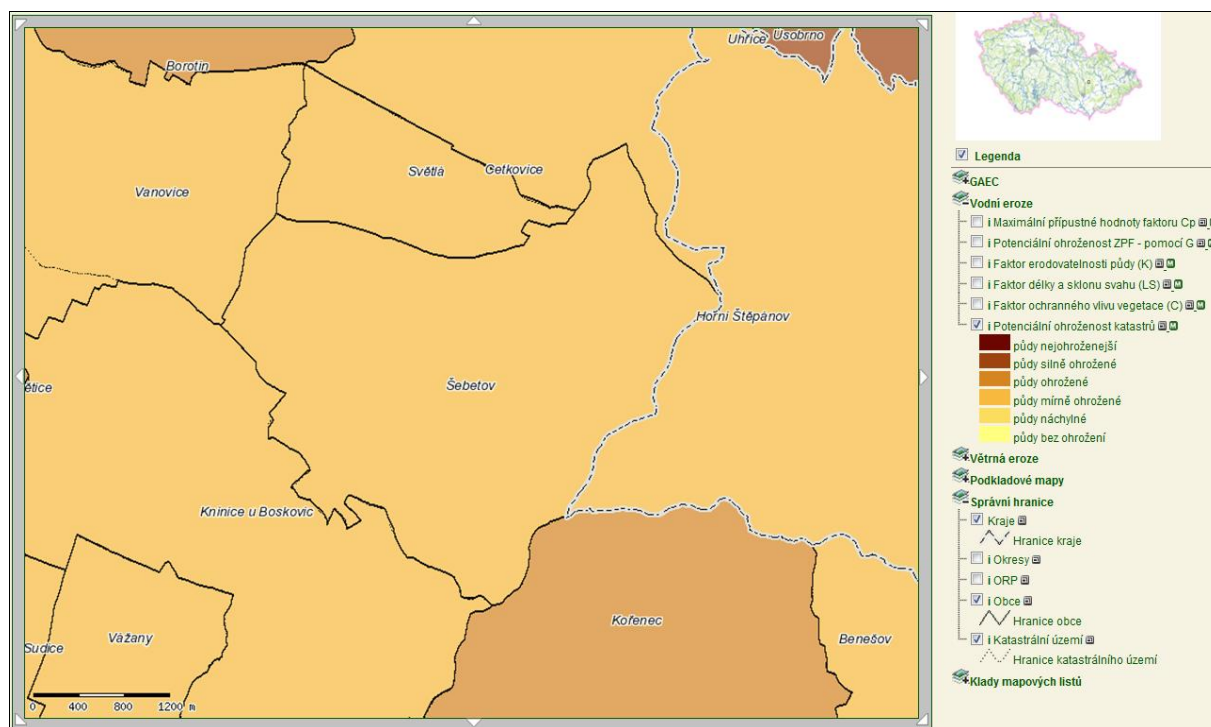 Borotín
Uhřice
Úsobrno
Světlá
Cetkovice
Vanovice
Horní Štěpánov
Šebetov
ětice
Knínice u Boskovic
Kořenec
Vážany
Benešov
Sudice
0 400 800 1200 m
Legenda
GAEC
Vodní eroze
i Maximální přípustné hodnoty faktoru Cp
i Potenciální ohroženost ZPF - pomocí G
i Faktor erodovatelnosti půdy (K)
i Faktor délky a sklonu svahu (LS)
i Faktor ochranného vlivu vegetace (C)
i Potenciální ohroženost katastrů
půdy nejohroženejší
půdy silně ohrožené
půdy ohrožené
půdy mírně ohrožené
půdy náchylné
půdy bez ohrožení
Větrná eroze
Podkladové mapy
Správní hranice
i Kraje
Hranice kraje
i Okresy
i ORP
i Obce
Hranice obce
i Katastrální území
Hranice katastrálního území
Klady mapových listů